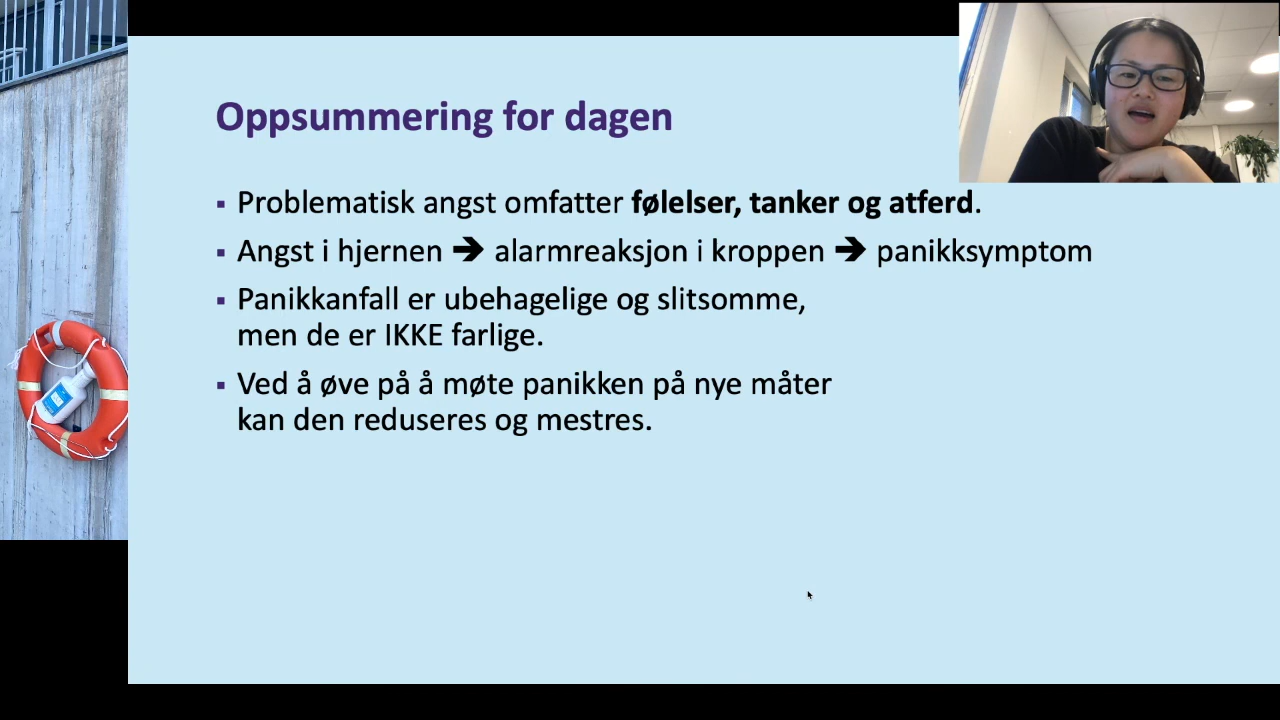 Oppsummering for dagen
▪ Problematisk angst omfatter følelser, tanker og atferd.
▪ Angst i hjernen ➔ alarmreaksjon i kroppen ➔ panikksymptom
▪ Panikkanfall er ubehagelige og slitsomme,
men de er IKKE farlige.
▪ Ved å øve på å møte panikken på nye måter
kan den reduseres og mestres.